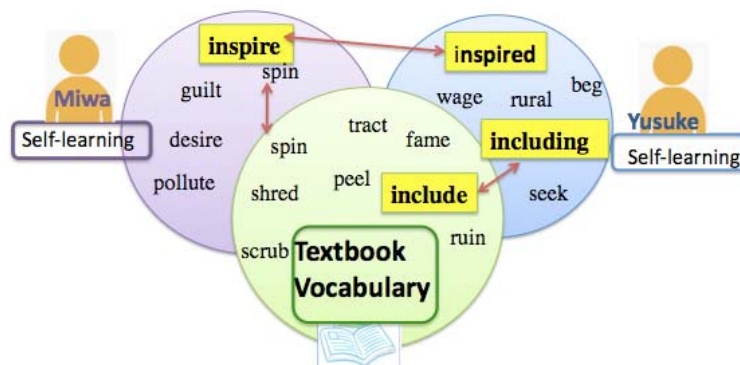 inspire
inspired
spin
guilt
Miwa
Self-learning
desire
pollute
beg
wage
rural
Yusuke
Self-learning
including
seek
tract
fame
spin
peel
shred
include
ruin
scrub
Textbook
Vocabulary